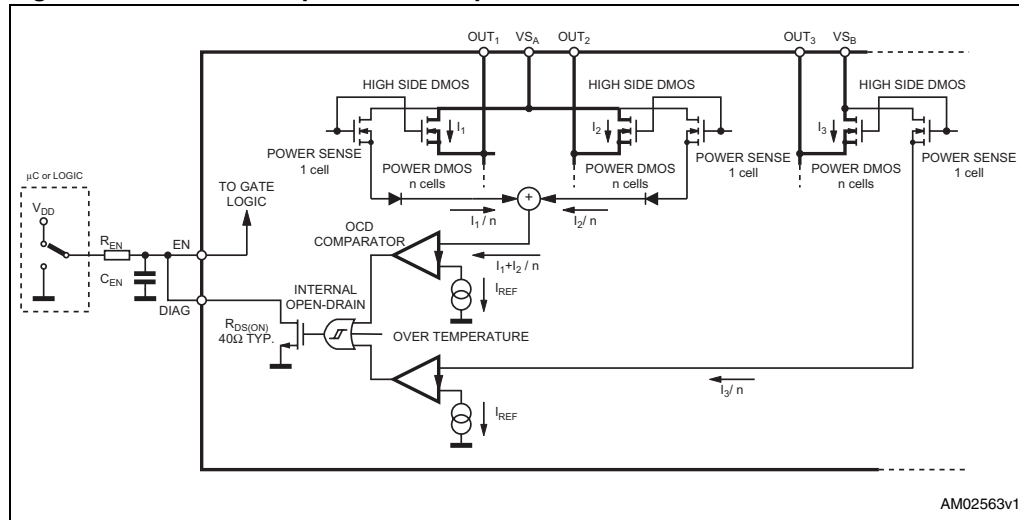 OUT1 VSA OUT2 OUT3 VSB
HIGH SIDE DMOS HIGH SIDE DMOS HIGH SIDE DMOS
I1 I2 I3
POWER SENSE
1 cell
POWER DMOS
n cells
POWER DMOS
n cells
POWER SENSE
1 cell
POWER DMOS
n cells
POWER SENSE
1 cell
μC or LOGIC
TO GATE
LOGIC
VDD
REN
EN
CEN
DIAG
+
I1 / n I2 / n
OCD
COMPARATOR
I1+I2 / n
IREF
INTERNAL
OPEN-DRAIN
RDS(ON)
40Ω TYP.
OVER TEMPERATURE
I3/ n
IREF
AM02563v1